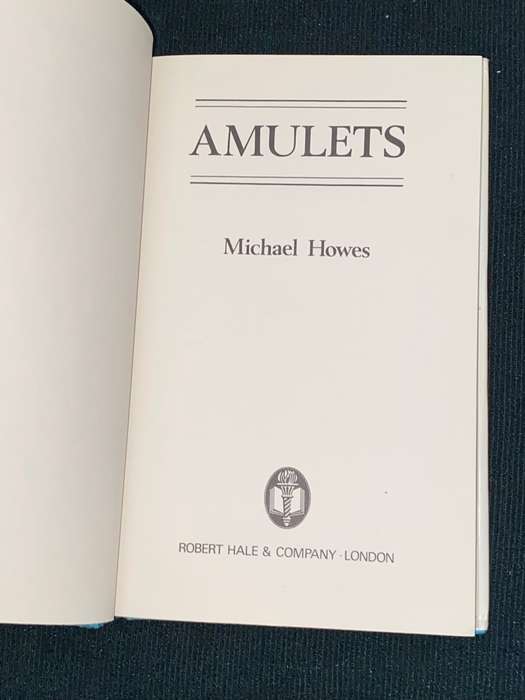 AMULETS
Michael Howes
ROBERT HALE & COMPANY · LONDON